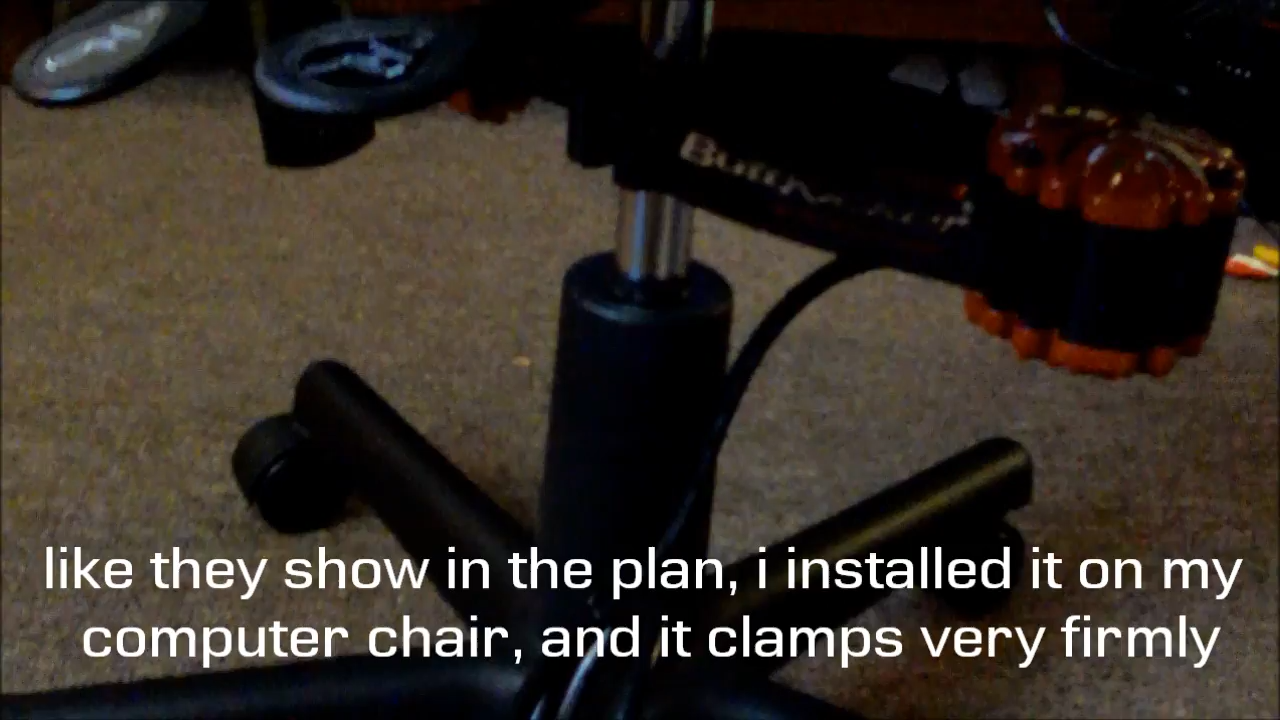 like they show in the plan, i installed it on my
computer chair, and it clamps very firmly